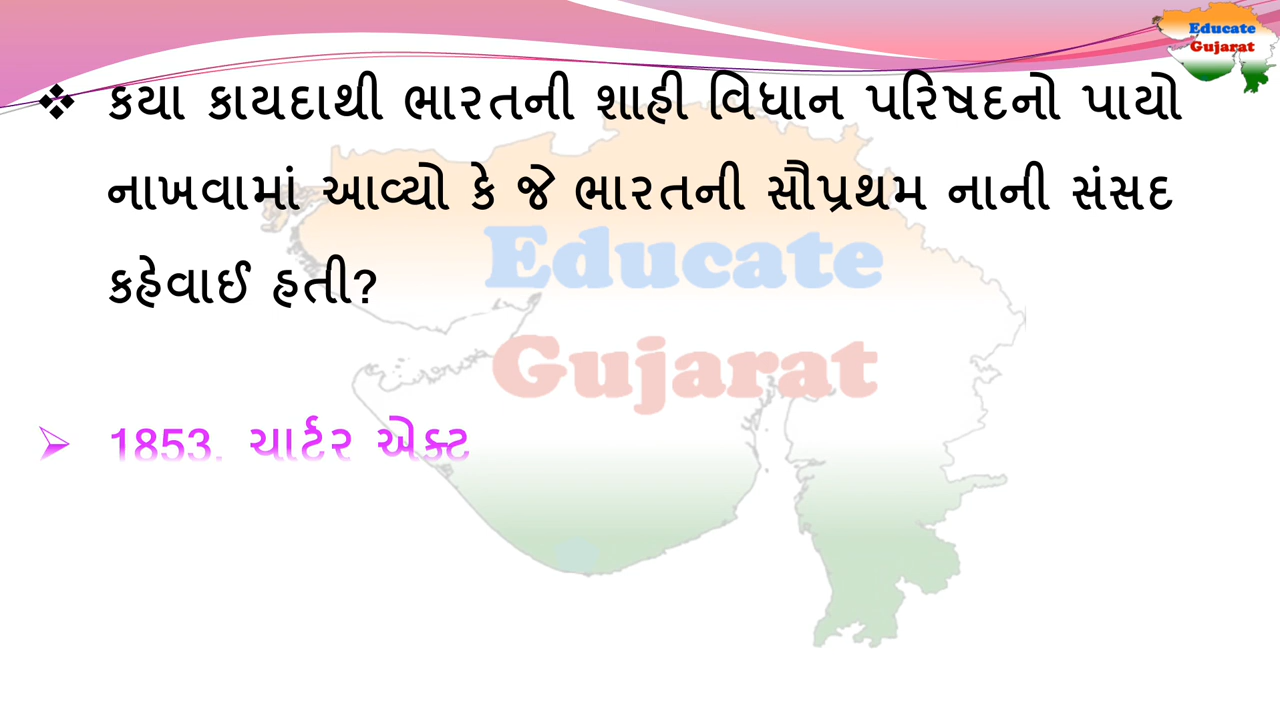 Educate
Gujarat
❖ કયા કાયદાથી ભારતની શાહી વિધાન પરિષદનો પાયો
નાખવામાં આવ્યો કે જે ભારતની સૌપ્રથમ નાની સંસદ
કહેવાઈ હતી?
Educate
Gujarat
➢ 1853. ચાર્ટર એક્ટ